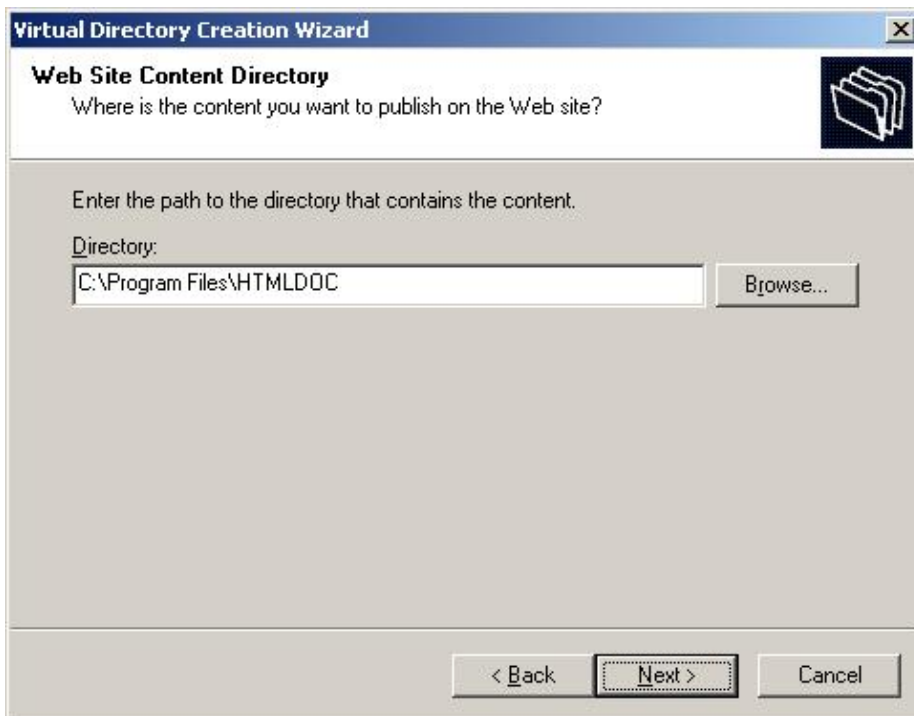 Virtual Directory Creation Wizard
Web Site Content Directory
Where is the content you want to publish on the Web site?
Enter the path to the directory that contains the content.
Directory:
C:\Program Files\HTMLDOC
Browse...
< Back
Next >
Cancel